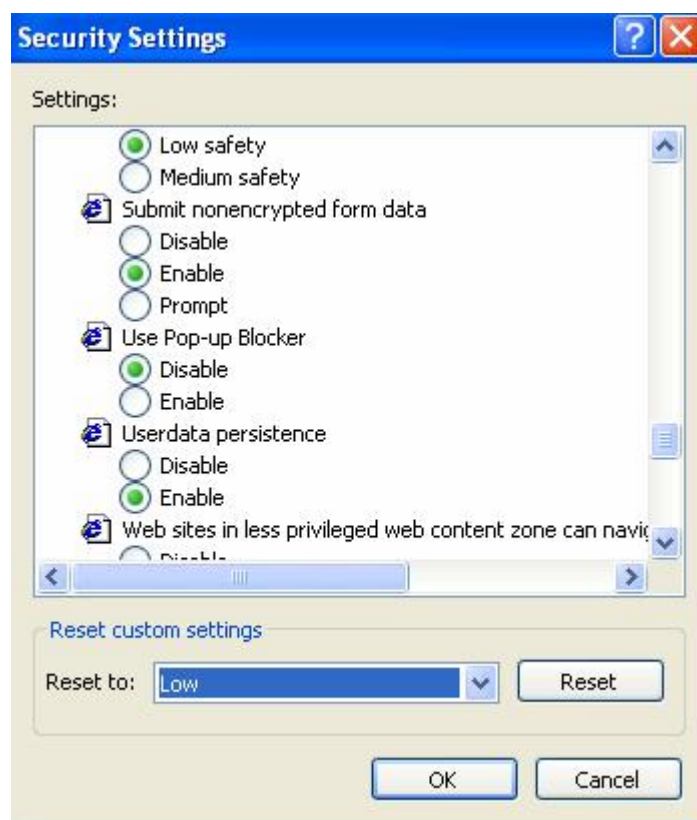 Security Settings
Settings:
Low safety
Medium safety
Submit nonencrypted form data
Disable
Enable
Prompt
Use Pop-up Blocker
Disable
Enable
Userdata persistence
Disable
Enable
Web sites in less privileged web content zone can navig
Disable
Reset custom settings
Reset to: Low Reset
OK Cancel